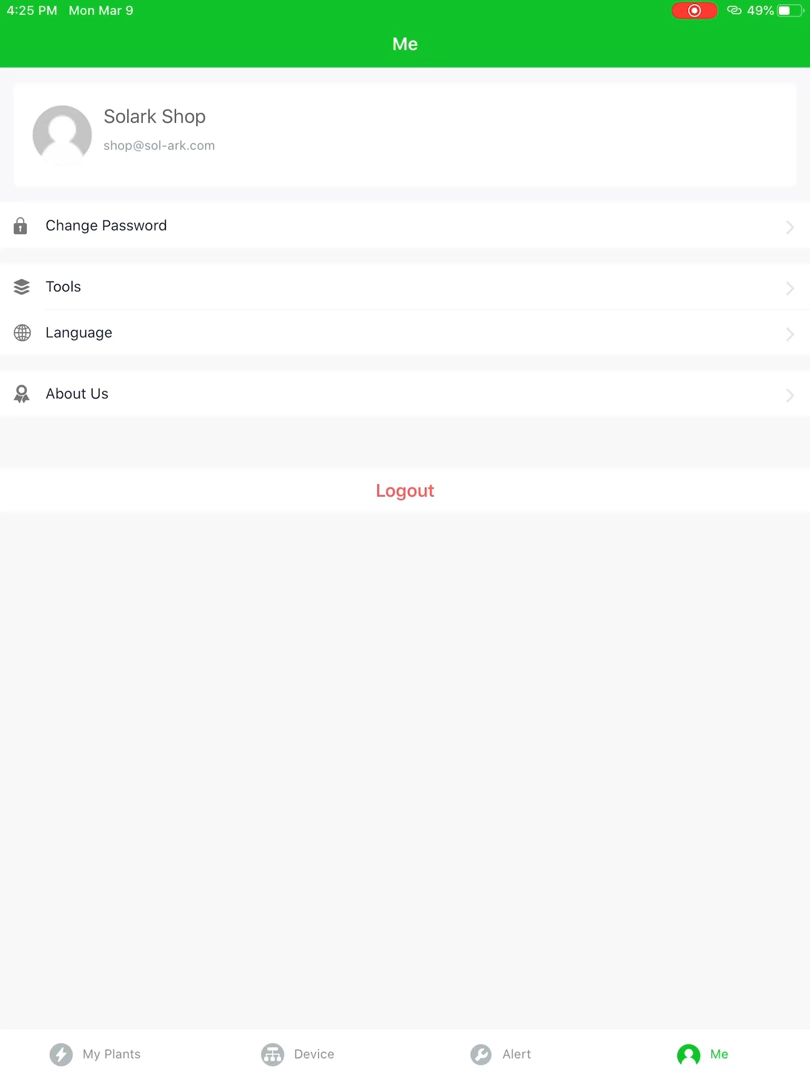 4:25 PM Mon Mar 9 49%
Me
Solark Shop
shop@sol-ark.com
Change Password
Tools
Language
About Us
Logout
My Plants Device Alert Me